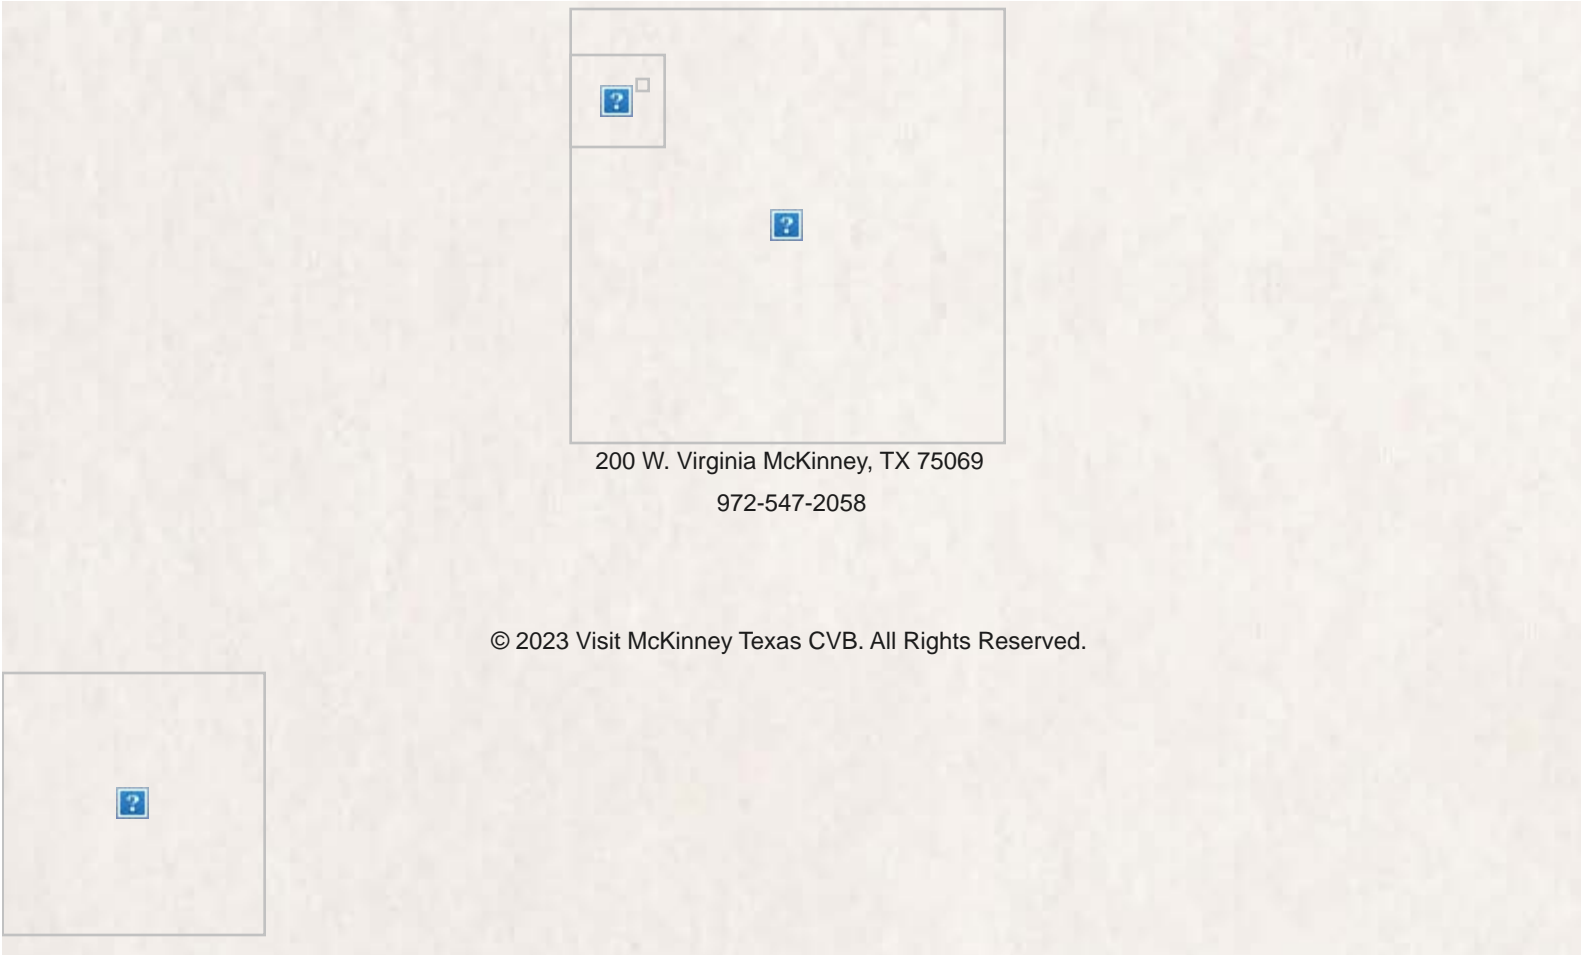 200 W. Virginia McKinney, TX 75069
972-547-2058
© 2023 Visit McKinney Texas CVB. All Rights Reserved.